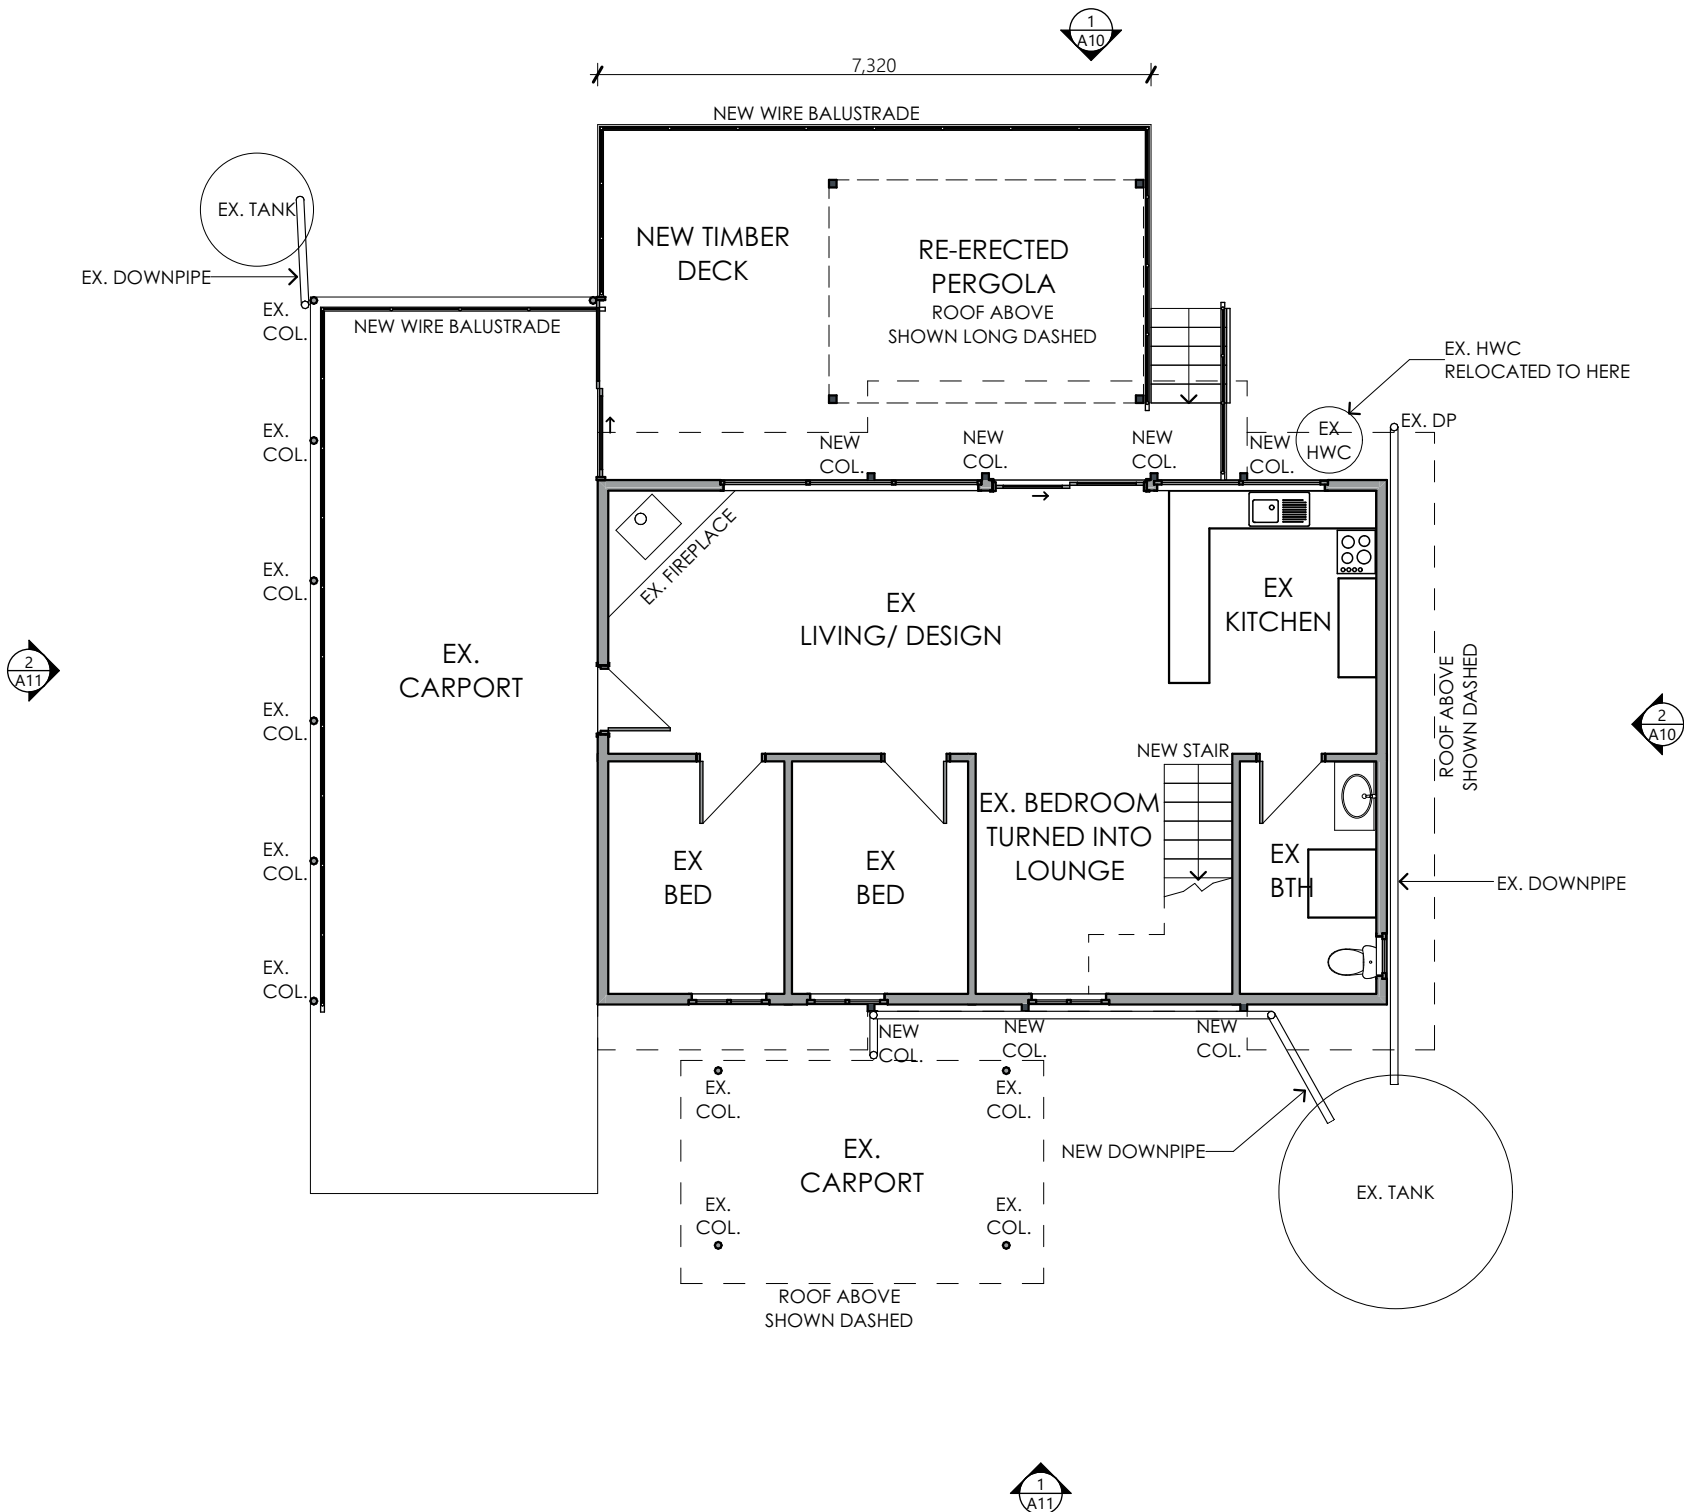 1
A10
7,320
NEW WIRE BALUSTRADE
EX. TANK
NEW TIMBER
DECK
RE-ERECTED
PERGOLA
ROOF ABOVE
SHOWN LONG DASHED
EX. DOWNPIPE
EX.
COL.
NEW WIRE BALUSTRADE
EX. HWC
RELOCATED TO HERE
EX. DP
EX.
COL.
NEW
COL.
NEW
COL.
NEW
COL.
NEW
COL.
EX
HWC
EX. FIREPLACE
EX.
COL.
EX
LIVING/ DESIGN
EX
KITCHEN
2
A11
EX.
CARPORT
EX.
COL.
ROOF ABOVE
SHOWN DASHED
2
A10
NEW STAIR
EX. BEDROOM
TURNED INTO
LOUNGE
EX.
COL.
EX
BED
EX
BED
EX
BTH
EX. DOWNPIPE
EX.
COL.
NEW
COL.
NEW
COL.
NEW
COL.
EX.
COL.
EX.
COL.
EX.
CARPORT
NEW DOWNPIPE
EX. TANK
EX.
COL.
EX.
COL.
ROOF ABOVE
SHOWN DASHED
1
A11